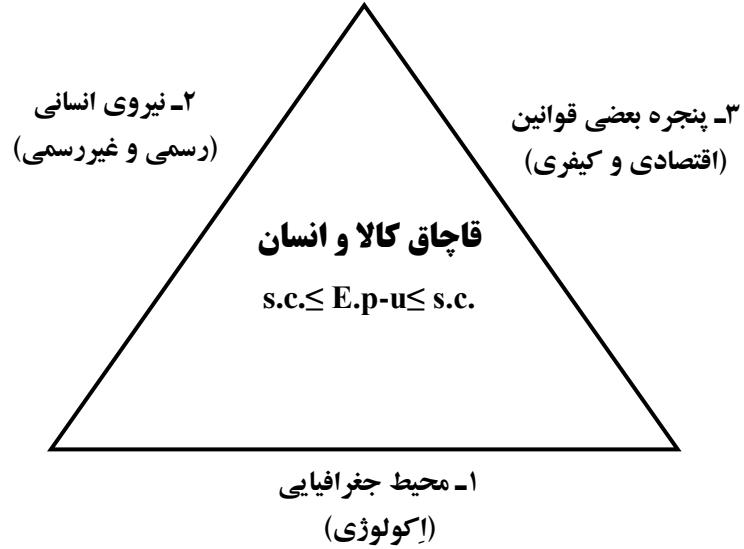 ۲ـ نیروی انسانی
(رسمی و غیررسمی)
۳ـ پنجره بعضی قوانین
(اقتصادی و کیفری)
قاچاق کالا و انسان
s.c.≤ E.p-u≤ s.c.
۱ـ محیط جغرافیایی
(اِکولوژی)